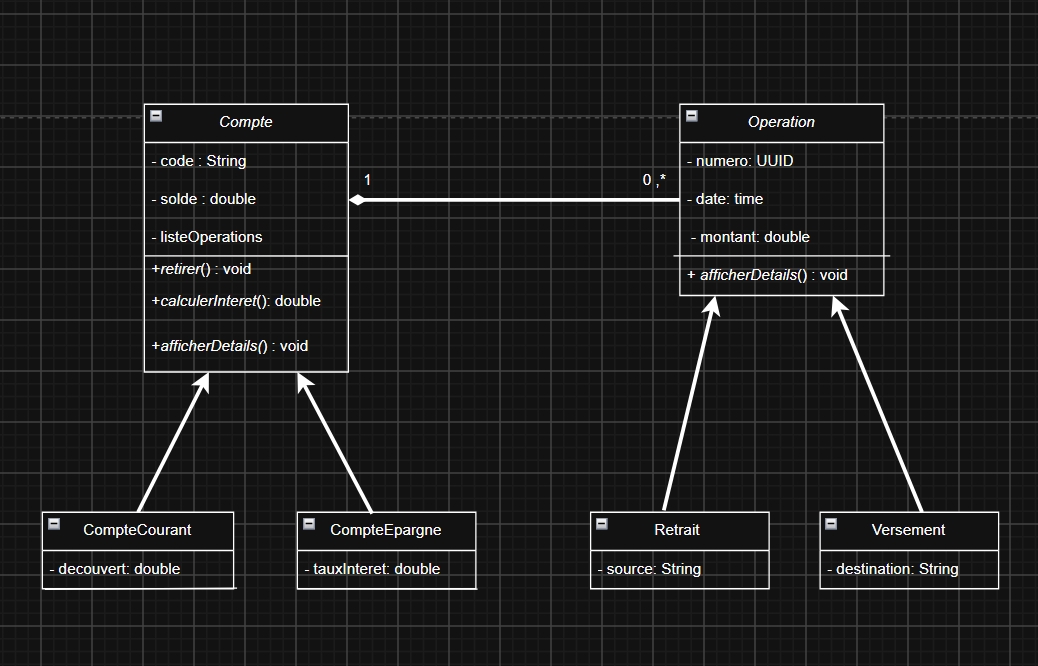 Compte
- code : String
- solde : double
- listeOperations
+retirer() : void
+calculerInteret(): double
+afficherDetails() : void
1
0 ,*
Operation
- numero: UUID
- date: time
- montant: double
+ afficherDetails() : void
CompteCourant
- decouvert: double
CompteEpargne
- tauxInteret: double
Retrait
- source: String
Versement
- destination: String